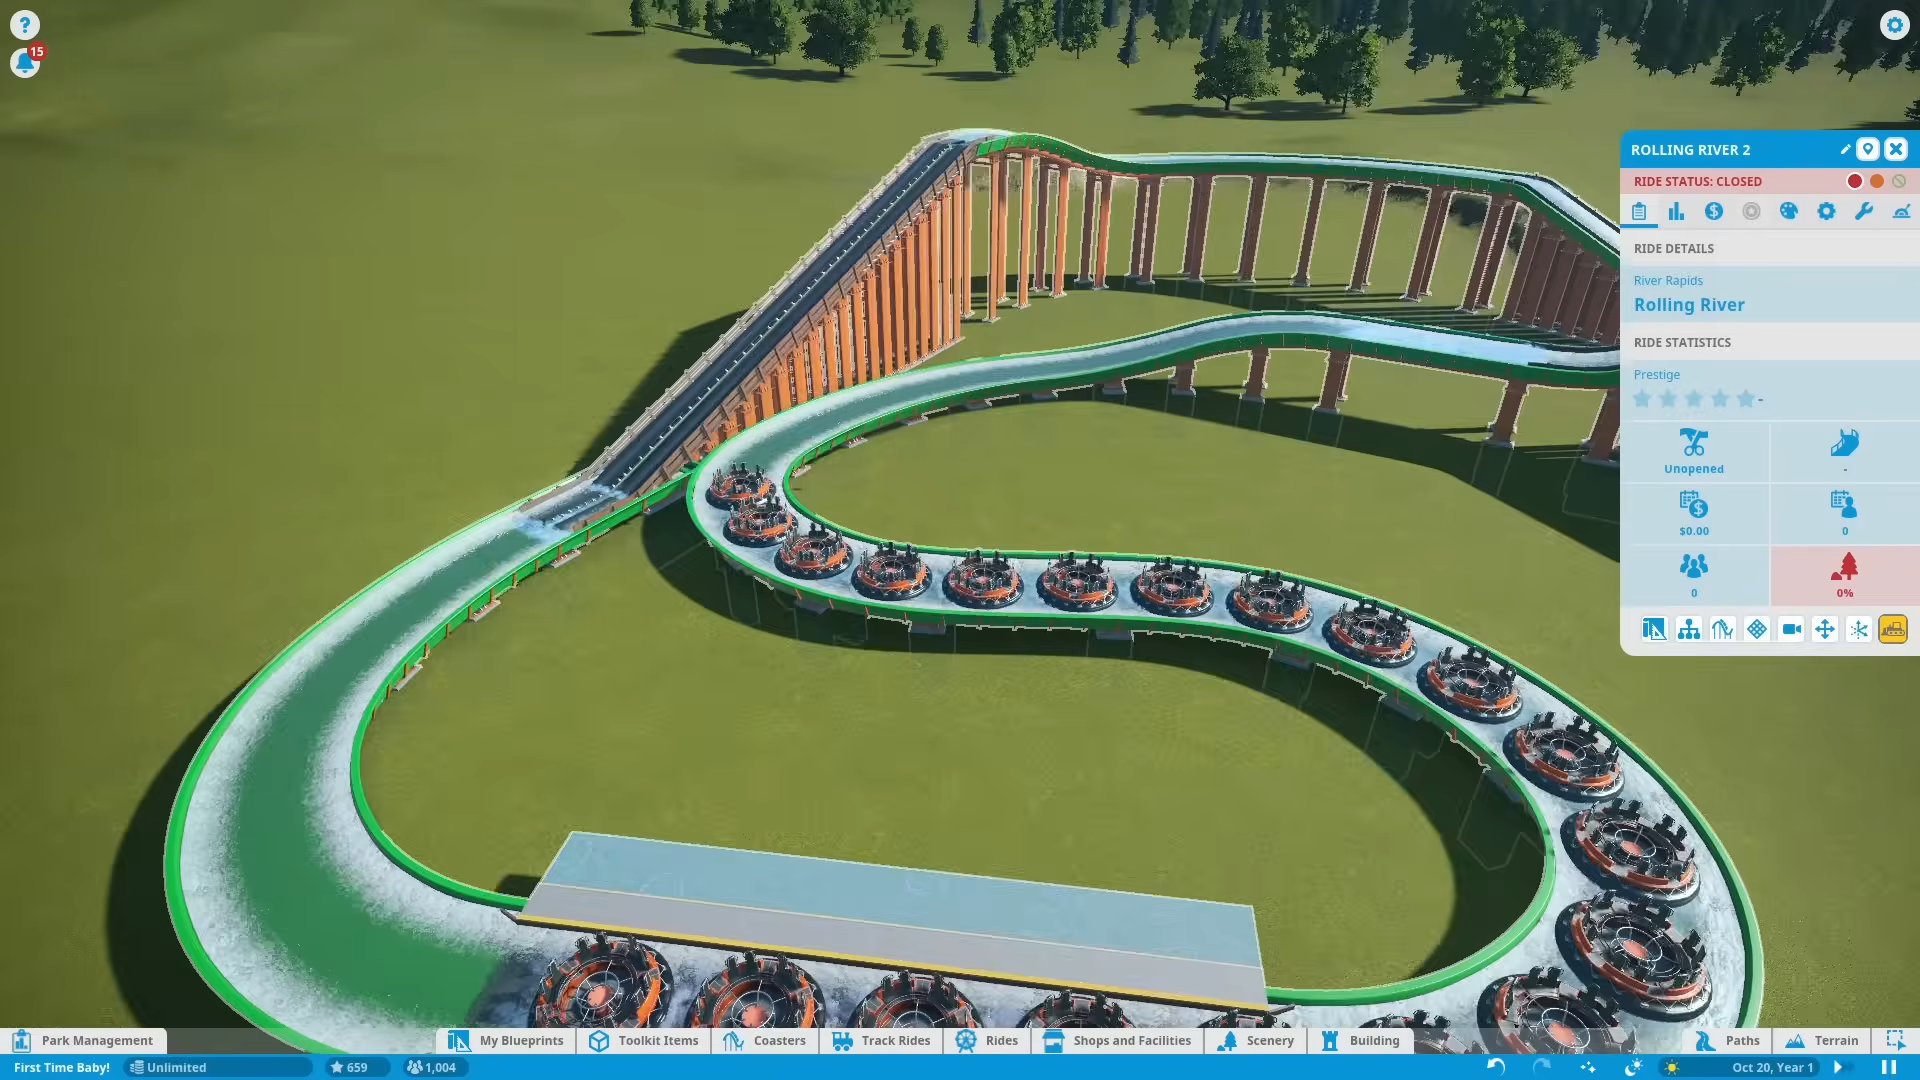 ?
15
ROLLING RIVER 2
RIDE STATUS: CLOSED
RIDE DETAILS
River Rapids
Rolling River
RIDE STATISTICS
Prestige
-
Unopened
-
$0.00
0
0
0%
Park Management
My Blueprints
Toolkit Items
Coasters
Track Rides
Rides
Shops and Facilities
Scenery
Building
Paths
Terrain
First Time Baby!
Unlimited
659
1,004
Oct 20, Year 1